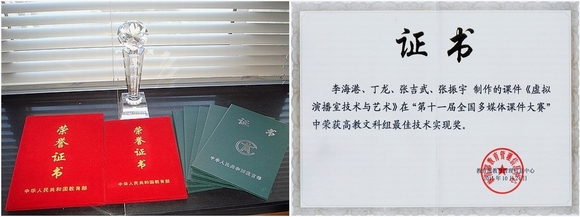 荣誉证书
中华人民共和国教育部
荣誉证书
中华人民共和国教育部
证书
证书
李海港、丁龙、张吉武、张振宇 制作的课件《虚拟
演播室技术与艺术》在“第十一届全国多媒体课件大赛”
中荣获高教文科组最佳技术实现奖。